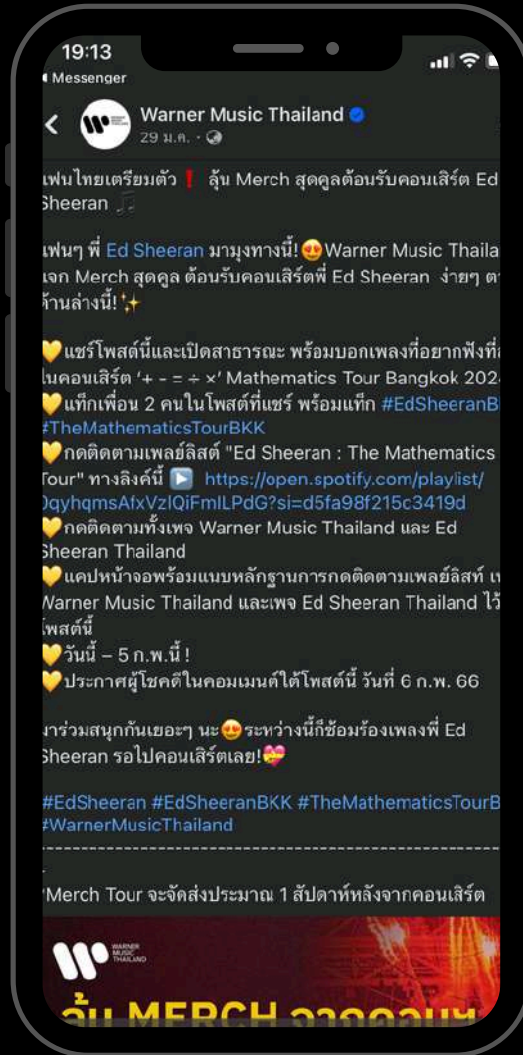 19:13
Messenger
Warner Music Thailand
29 ม.ค.
แฟนไทยเตรียมตัว❗ ลุ้น Merch สุดคูลต้อนรับคอนเสิร์ต Ed
Sheeran 🎵
แฟนๆ พี่ Ed Sheeran มามุงทางนี้!😍Warner Music Thaila
แจก Merch สุดคูล ต้อนรับคอนเสิร์ตพี่ Ed Sheeran ง่ายๆ ต
ด้านล่างนี้!✨
💛แชร์โพสต์นี้และเปิดสาธารณะ พร้อมบอกเพลงที่อยากฟังที่
ในคอนเสิร์ต ‘+ - = ÷ ×’ Mathematics Tour Bangkok 202
💛แท็กเพื่อน 2 คนในโพสต์ที่แชร์ พร้อมแท็ก #EdSheeranB
#TheMathematicsTourBKK
💛กดติดตามเพลย์ลิสต์ "Ed Sheeran : The Mathematics
Tour" ทางลิงค์นี้ ▶️ https://open.spotify.com/playlist/
0qyhqmsAfxVzlQiFmILPdG?si=d5fa98f215c3419d
💛กดติดตามทั้งเพจ Warner Music Thailand และ Ed
Sheeran Thailand
💛แคปหน้าจอพร้อมแนบหลักฐานการกดติดตามเพลย์ลิสท์ เ
Warner Music Thailand และเพจ Ed Sheeran Thailand ไว้
โพสต์นี้
💛วันนี้ – 5 ก.พ.นี้ !
💛ประกาศผู้โชคดีในคอมเมนต์ใต้โพสต์นี้ วันที่ 6 ก.พ. 66
มาร่วมสนุกกันเยอะๆ นะ😍ระหว่างนี้ก็ซ้อมร้องเพลงพี่ Ed
Sheeran รอไปคอนเสิร์ตเลย!💝
#EdSheeran #EdSheeranBKK #TheMathematicsTourB
#WarnerMusicThailand
-----------------------------------------------------
*Merch Tour จะจัดส่งประมาณ 1 สัปดาห์หลังจากคอนเสิร์ต
WARNER
MUSIC
THAILAND
ลุ้น MERCH จากคอนฯ